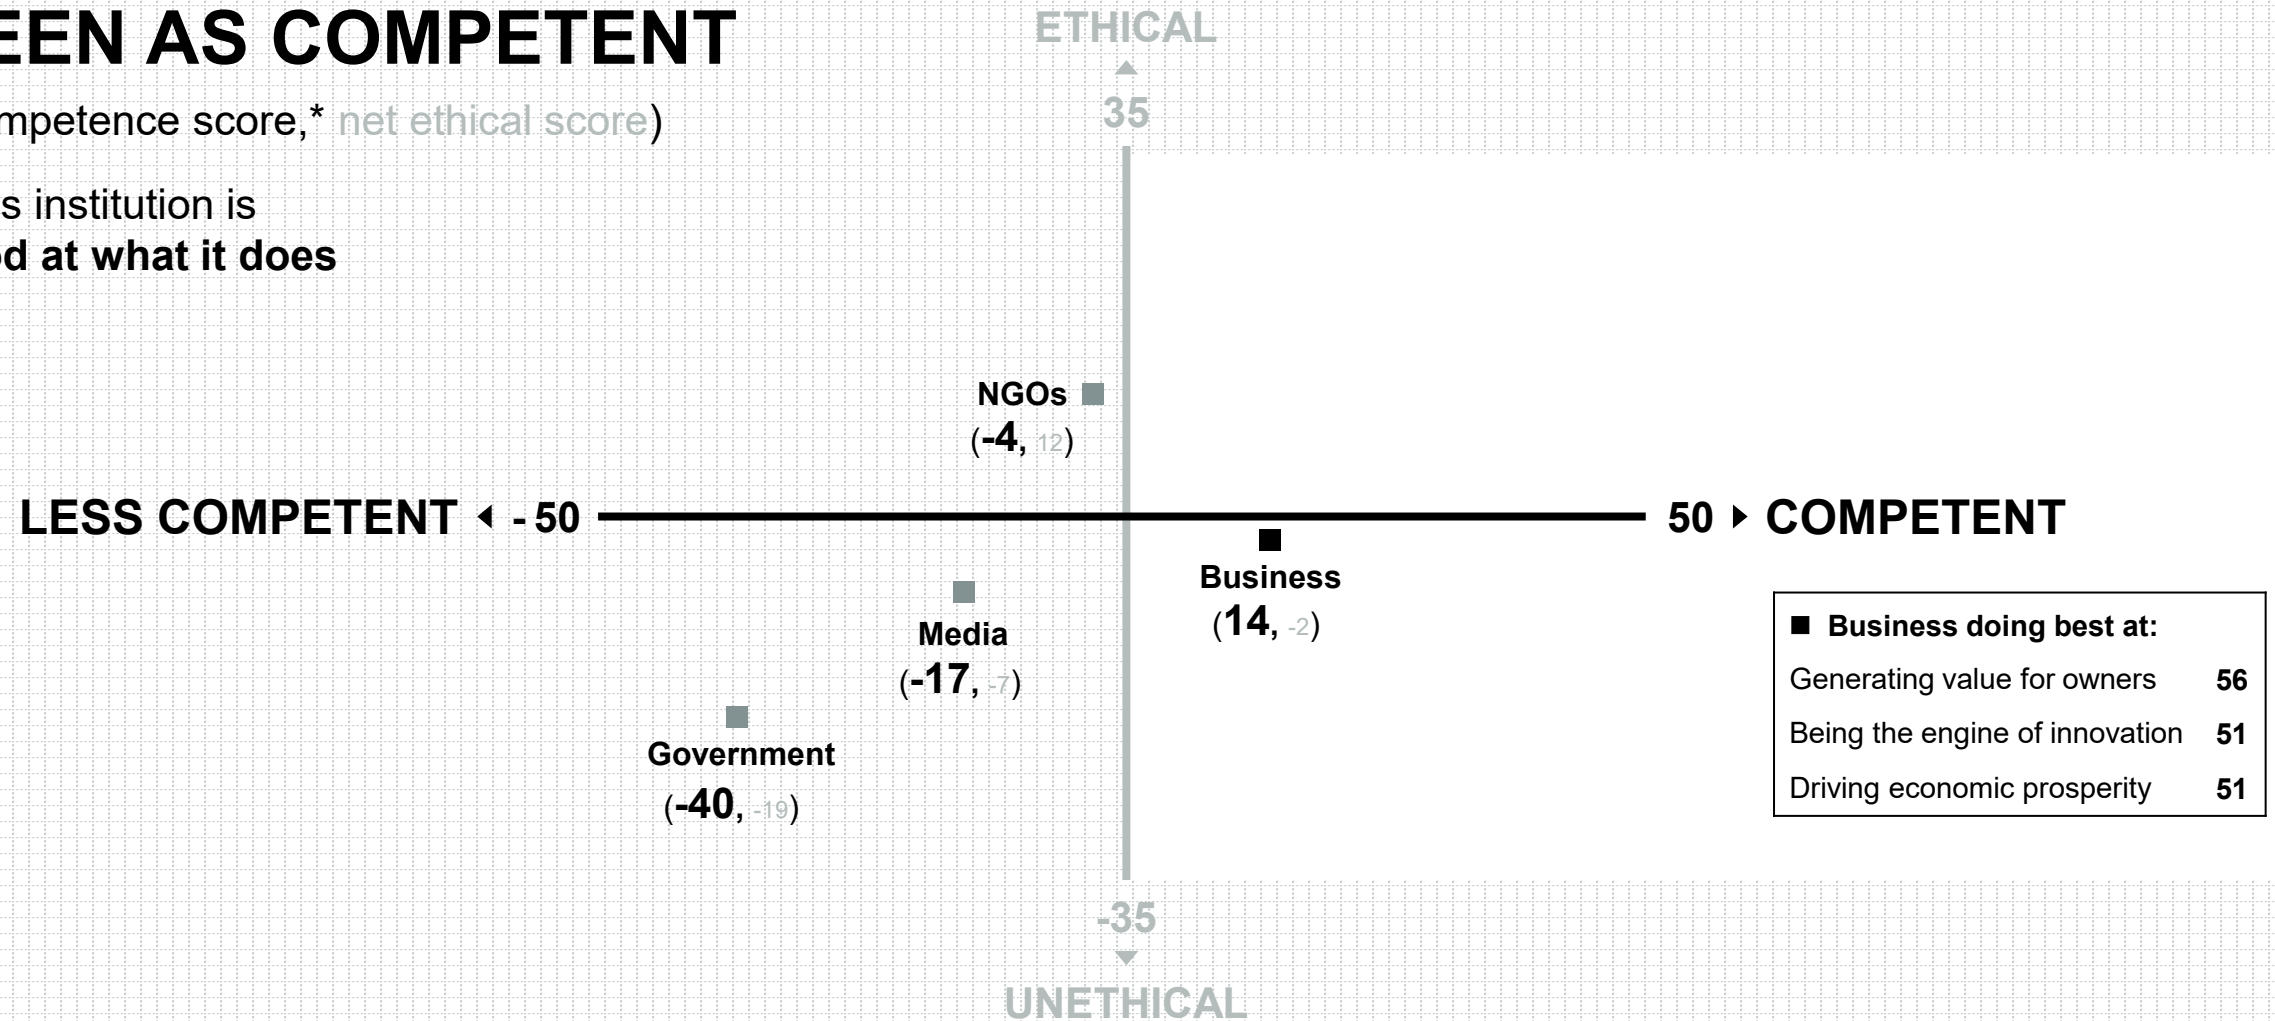 EEN AS COMPETENT
mpetence score,* net ethical score)
s institution is
d at what it does
ETHICAL
35
NGOs
(-4, 12)
LESS COMPETENT
- 50
50
COMPETENT
Business
(14, -2)
Media
(-17, -7)
Government
(-40, -19)
Business doing best at:
Generating value for owners 56
Being the engine of innovation 51
Driving economic prosperity 51
-35
UNETHICAL